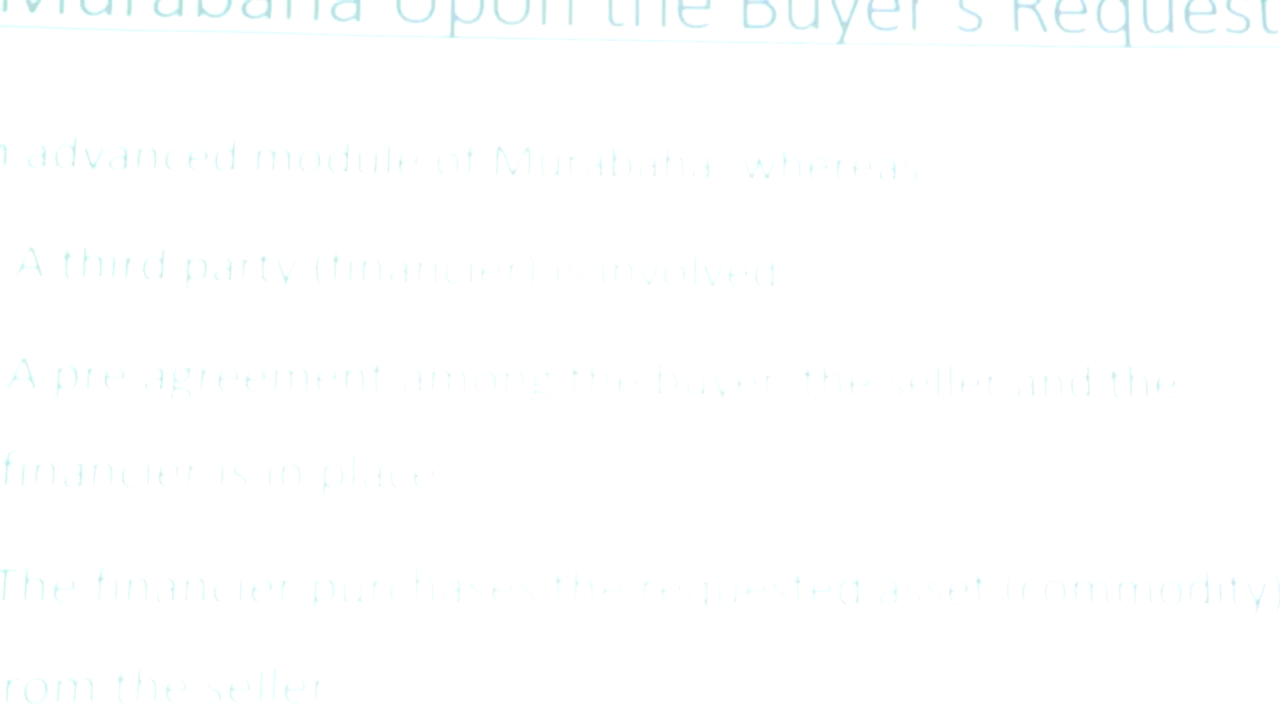 Murabaha Upon the Buyer's Request
advanced module of Murabaha, whereas
A third party (financier) is involved
A pre agreement among the buyer, the seller and the
financier is in place
The financier purchases the requested asset (commodity)
rom the seller